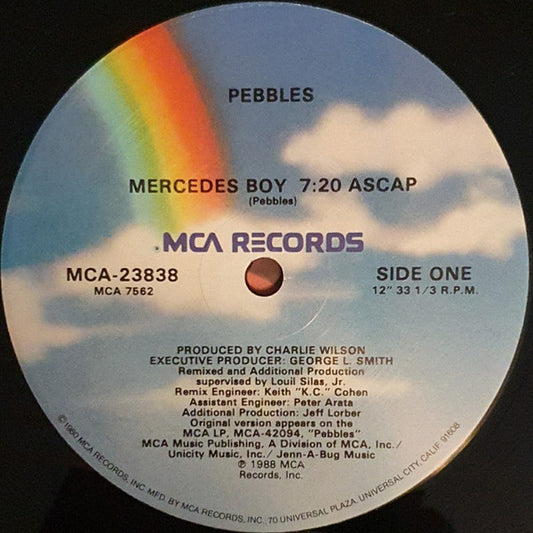 PEBBLES
MERCEDES BOY 7:20 ASCAP
(Pebbles)
MCA RECORDS
MCA-23838
MCA 7562
SIDE ONE
12" 33 1/3 R.P.M.
PRODUCED BY CHARLIE WILSON
EXECUTIVE PRODUCER: GEORGE L. SMITH
Remixed and Additional Production
supervised by Louil Silas, Jr.
Remix Engineer: Keith "K.C." Cohen
Assistant Engineer: Peter Arata
Additional Production: Jeff Lorber
Original version appears on the
MCA LP, MCA-42094, "Pebbles"
MCA Music Publishing, A Division of MCA, Inc./
Unicity Music, Inc./ Jenn-A-Bug Music
℗ 1988 MCA
Records, Inc.
© 1980 MCA RECORDS, INC. MFD. BY MCA RECORDS, INC., 70 UNIVERSAL PLAZA, UNIVERSAL CITY, CALIF. 91608